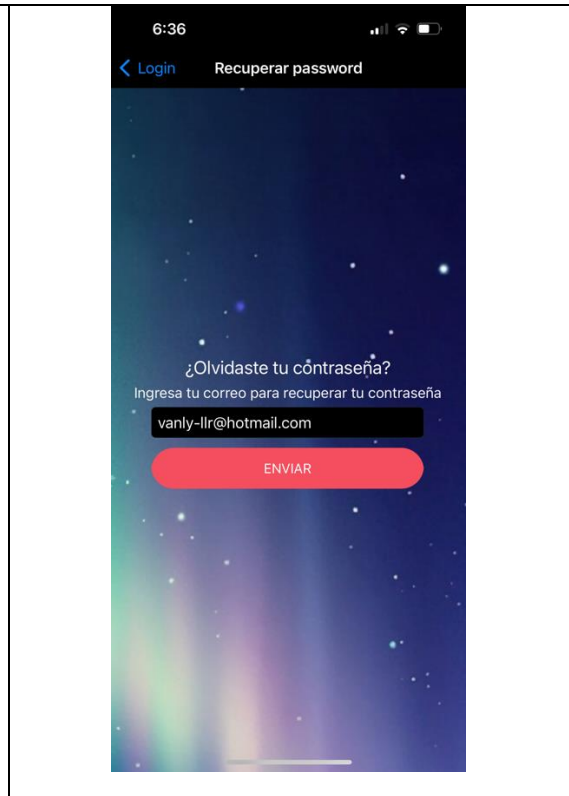 6:36
Login Recuperar password
¿Olvidaste tu contraseña?
Ingresa tu correo para recuperar tu contraseña
vanly-llr@hotmail.com
ENVIAR